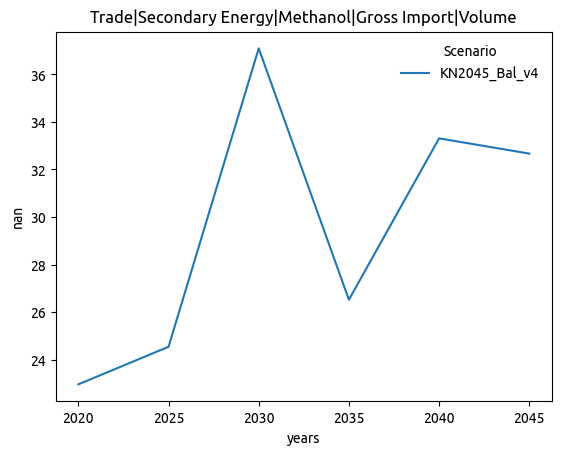 Trade|Secondary Energy|Methanol|Gross Import|Volume
Scenario
KN2045_Bal_v4
36
34
32
30
28
26
24
nan
2020 2025 2030 2035 2040 2045
years